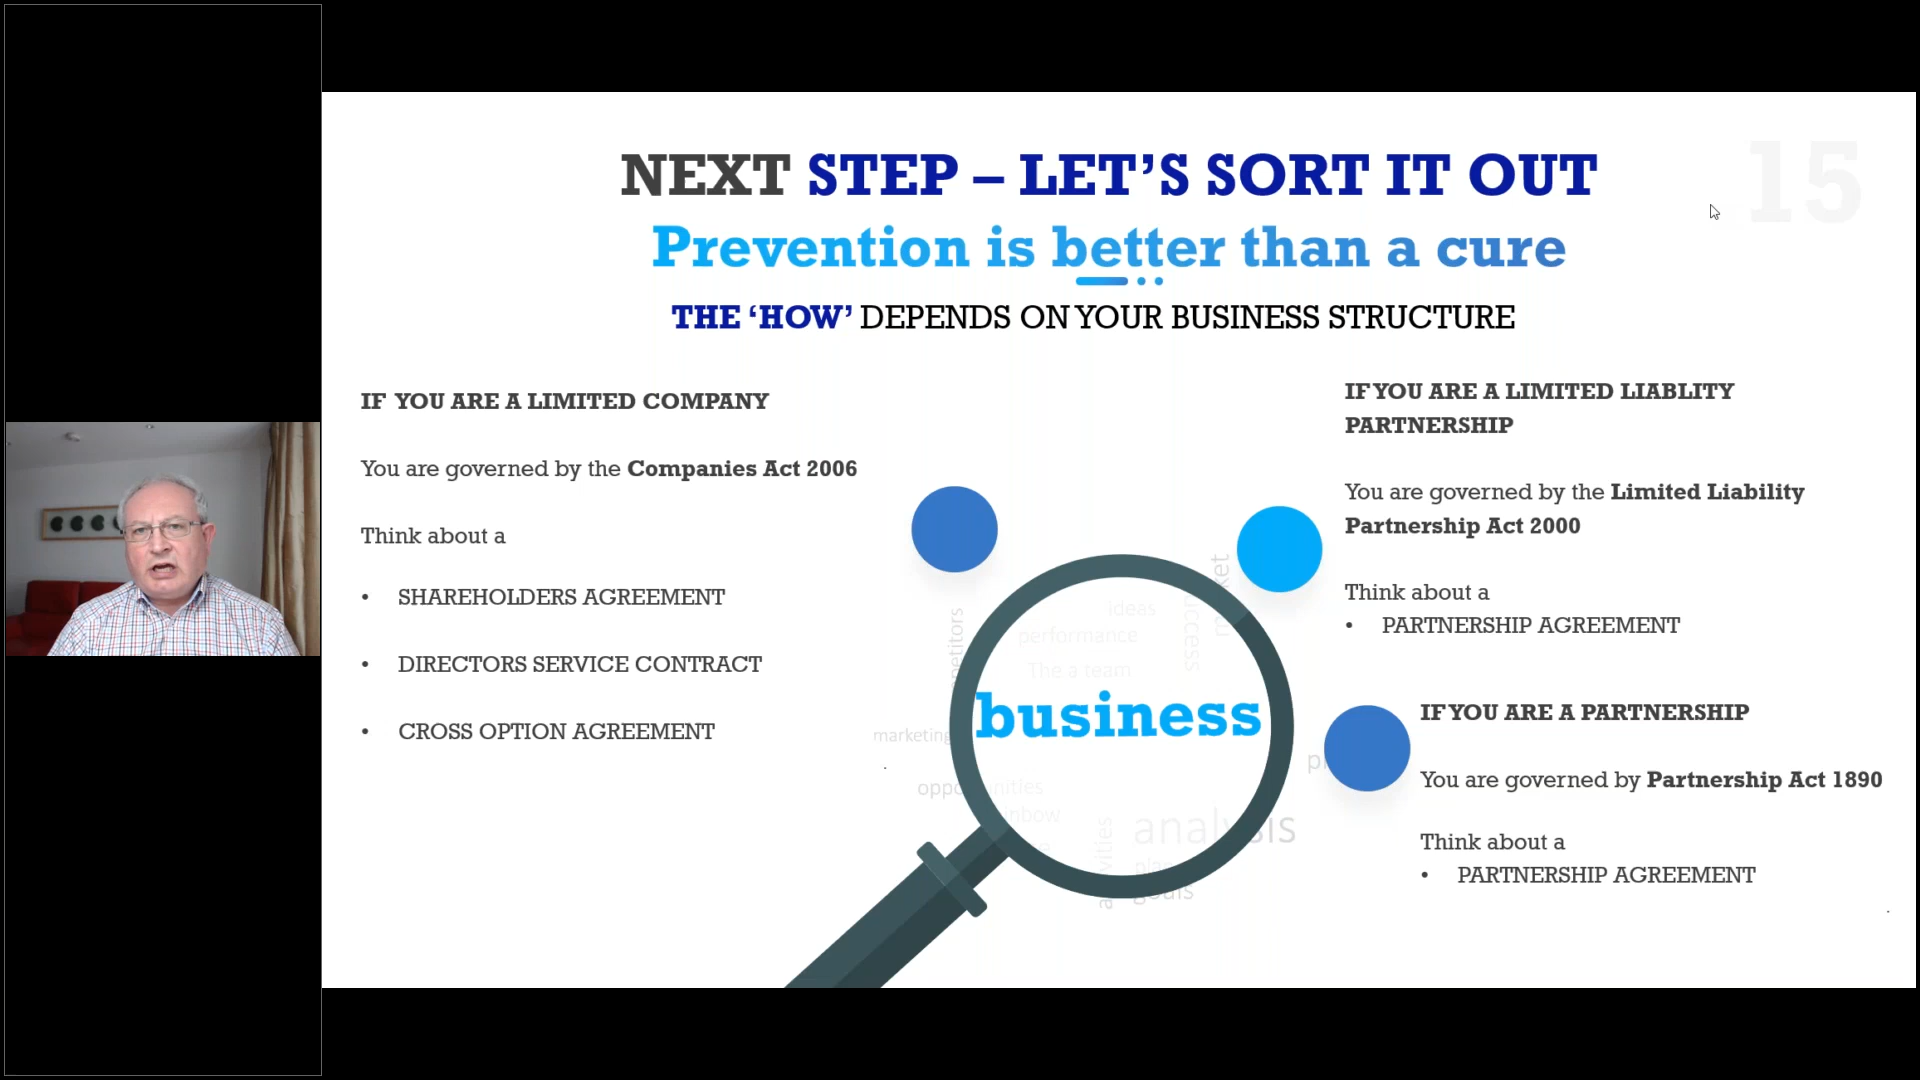 15
NEXT STEP – LET’S SORT IT OUT
Prevention is better than a cure
THE ‘HOW’ DEPENDS ON YOUR BUSINESS STRUCTURE
IF YOU ARE A LIMITED COMPANY
You are governed by the Companies Act 2006
Think about a
• SHAREHOLDERS AGREEMENT
• DIRECTORS SERVICE CONTRACT
• CROSS OPTION AGREEMENT
IF YOU ARE A LIMITED LIABLITY
PARTNERSHIP
You are governed by the Limited Liability
Partnership Act 2000
Think about a
• PARTNERSHIP AGREEMENT
IF YOU ARE A PARTNERSHIP
You are governed by Partnership Act 1890
Think about a
• PARTNERSHIP AGREEMENT
ideas
performance
The a team
business
marketing
analysis
goals